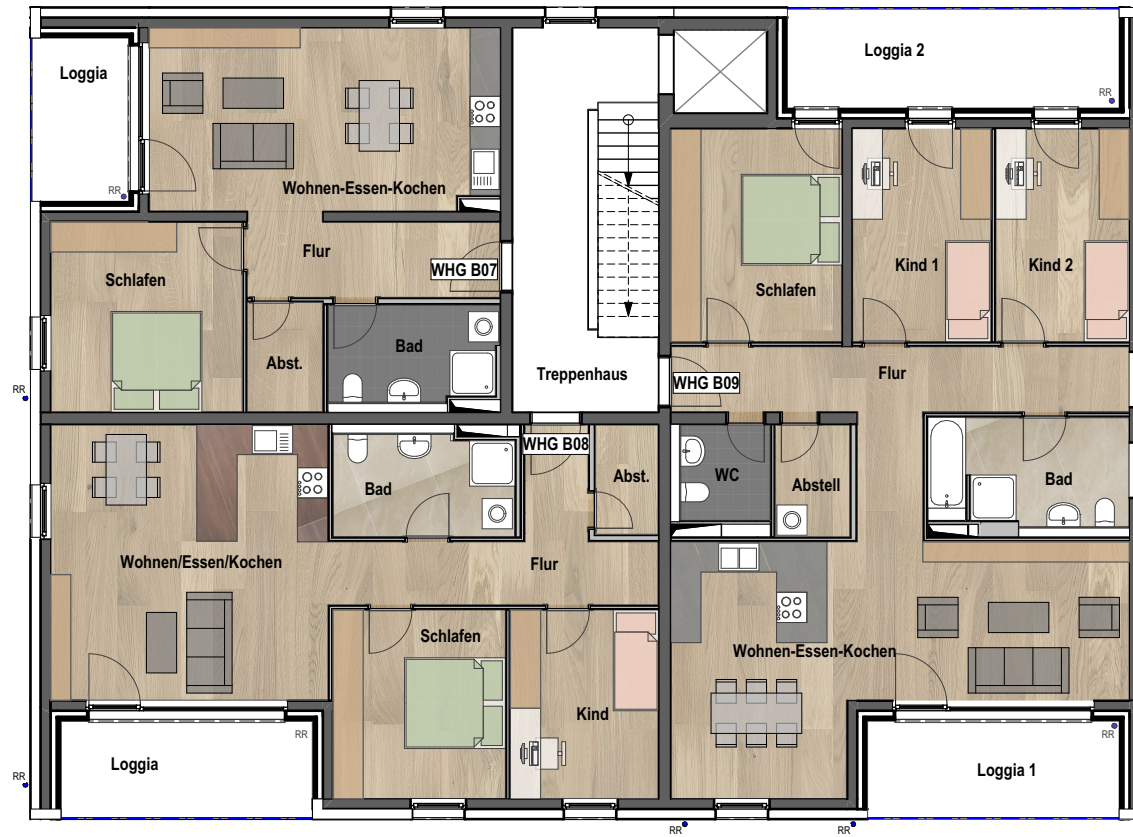 Loggia
RR
Wohnen-Essen-Kochen
Flur
WHG B07
Schlafen
Abst.
Bad
RR
Treppenhaus
Loggia 2
RR
Schlafen
Kind 1
Kind 2
WHG B09
Flur
WC
Abstell
Bad
Wohnen-Essen-Kochen
Loggia 1
RR
RR
RR
WHG B08
Bad
Abst.
Wohnen/Essen/Kochen
Flur
Schlafen
Kind
Loggia
RR
RR